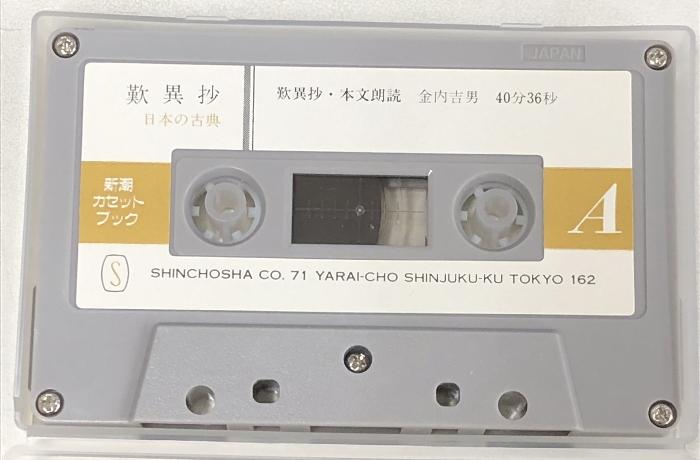 JAPAN
歎異抄
日本の古典
歎異抄・本文朗読 金内吉男 40分36秒
新潮
カセット
ブック
A
S
SHINCHOSHA CO. 71 YARAI-CHO SHINJUKU-KU TOKYO 162